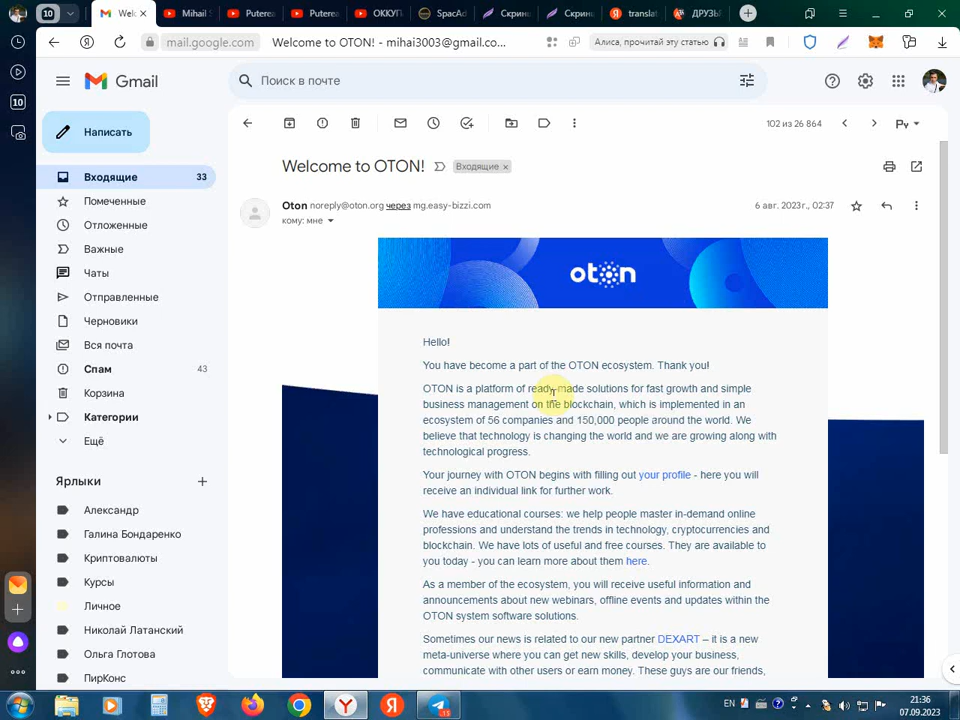 10
Welc
Mihail S
Puterea
Puterea
ОККУП
SpacAd
Скрин
Скрин
translat
ДРУЗЬ
mail.google.com
Welcome to OTON! - mihai3003@gmail.co...
Алиса, прочитай эту статью
10
Gmail
Поиск в почте
Написать
102 из 26 864
Ру
Входящие 33
Помеченные
Отложенные
Важные
Чаты
Отправленные
Черновики
Вся почта
Спам 43
Корзина
Категории
Ещё
Ярлыки
Александр
Галина Бондаренко
Криптовалюты
Курсы
Личное
Николай Латанский
Ольга Глотова
ПирКонс
Welcome to OTON!
Входящие ×
Oton noreply@oton.org через mg.easy-bizzi.com
6 авг. 2023 г., 02:37
кому: мне
oton
Hello!
You have become a part of the OTON ecosystem. Thank you!
OTON is a platform of ready-made solutions for fast growth and simple
business management on the blockchain, which is implemented in an
ecosystem of 56 companies and 150,000 people around the world. We
believe that technology is changing the world and we are growing along with
technological progress.
Your journey with OTON begins with filling out your profile - here you will
receive an individual link for further work.
We have educational courses: we help people master in-demand online
professions and understand the trends in technology, cryptocurrencies and
blockchain. We have lots of useful and free courses. They are available to
you today - you can learn more about them here.
As a member of the ecosystem, you will receive useful information and
announcements about new webinars, offline events and updates within the
OTON system software solutions.
Sometimes our news is related to our new partner DEXART – it is a new
meta-universe where you can get new skills, develop your business,
communicate with other users or earn money. These guys are our friends,
15
EN
21:36
07.09.2023